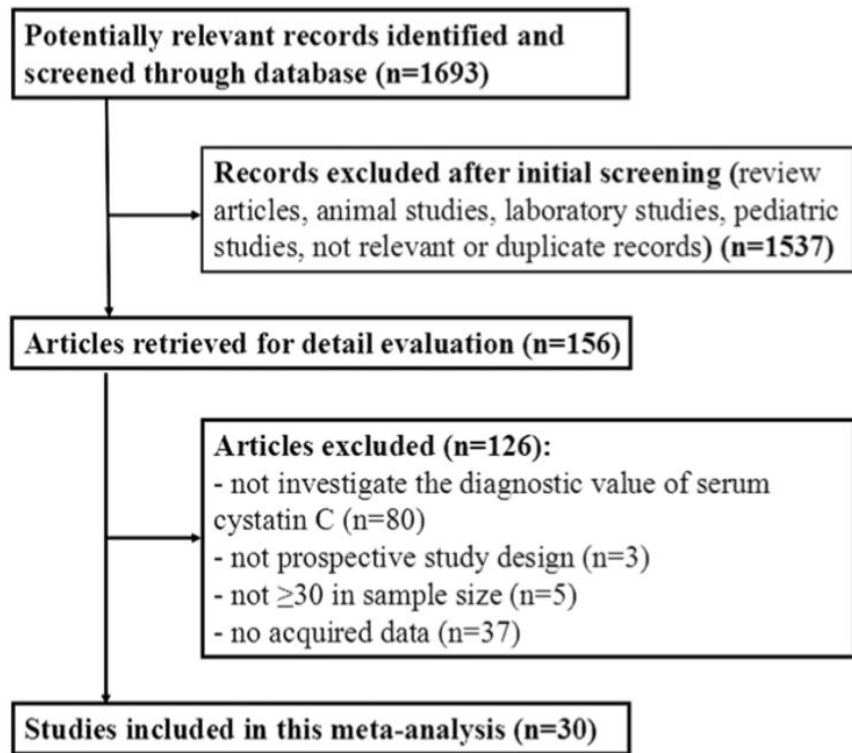 Potentially relevant records identified and
screened through database (n=1693)
Records excluded after initial screening (review
articles, animal studies, laboratory studies, pediatric
studies, not relevant or duplicate records) (n=1537)
Articles retrieved for detail evaluation (n=156)
Articles excluded (n=126):
- not investigate the diagnostic value of serum
cystatin C (n=80)
- not prospective study design (n=3)
- not ≥30 in sample size (n=5)
- no acquired data (n=37)
Studies included in this meta-analysis (n=30)